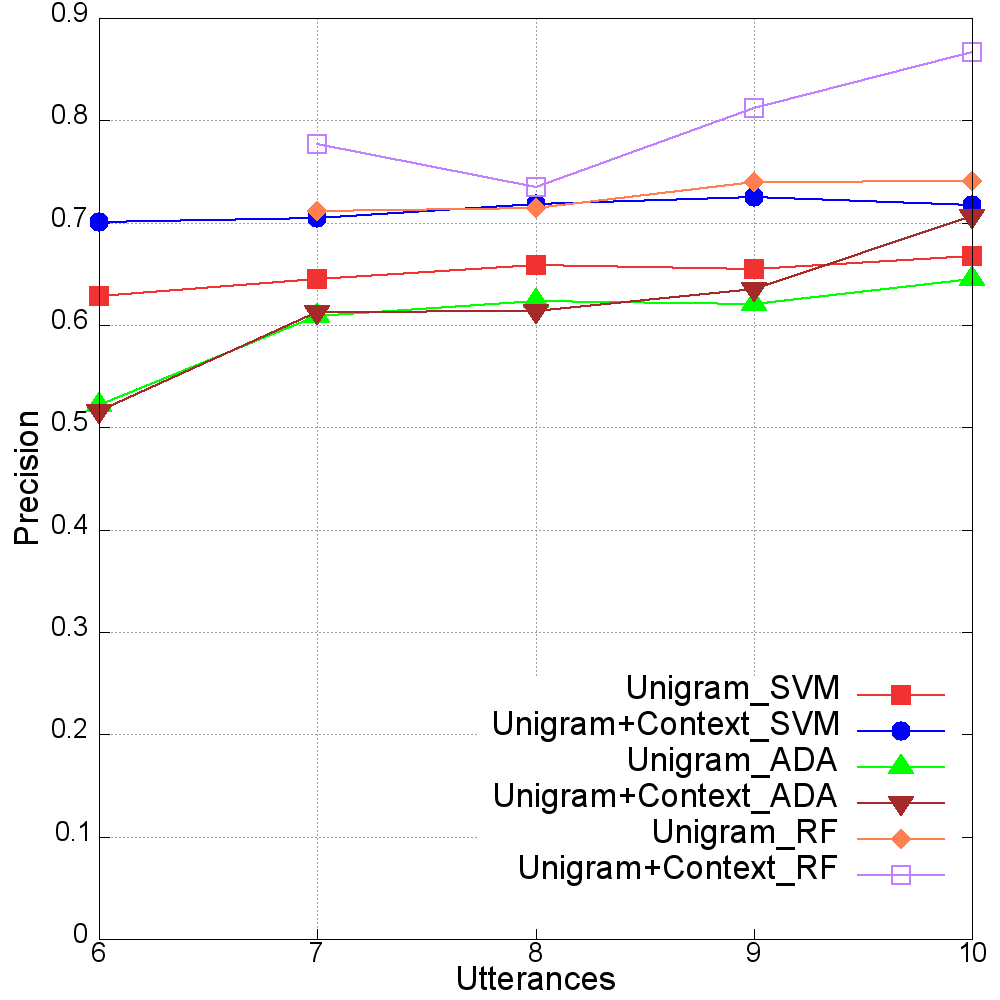 0.9
0.8
0.7
0.6
0.5
0.4
0.3
0.2
0.1
0
Precision
Unigram_SVM
Unigram+Context_SVM
Unigram_ADA
Unigram+Context_ADA
Unigram_RF
Unigram+Context_RF
6 7 8 9 10
Utterances